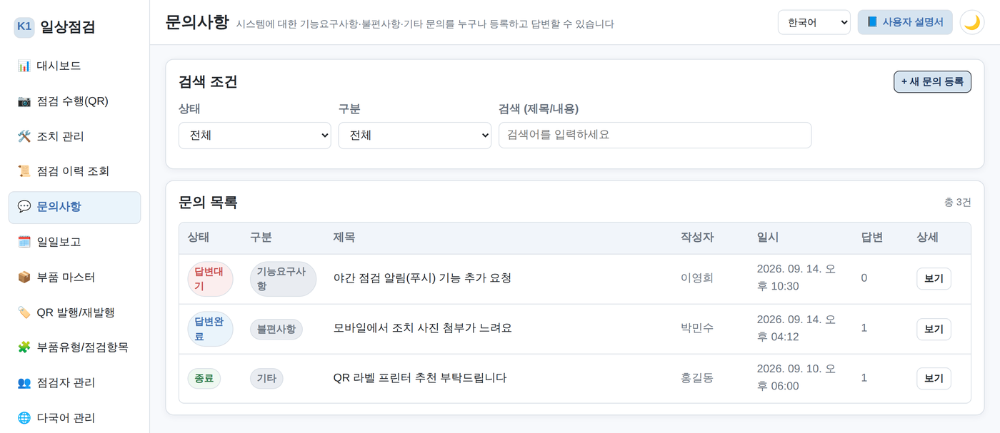 K1 일상점검
대시보드
점검 수행(QR)
조치 관리
점검 이력 조회
문의사항
일일보고
부품 마스터
QR 발행/재발행
부품유형/점검항목
점검자 관리
다국어 관리
문의사항 시스템에 대한 기능요구사항·불편사항·기타 문의를 누구나 등록하고 답변할 수 있습니다
한국어
사용자 설명서
검색 조건
+ 새 문의 등록
상태 구분 검색 (제목/내용)
전체 전체 검색어를 입력하세요
문의 목록
총 3건
상태 구분 제목 작성자 일시 답변 상세
답변대
기
기능요구사
항
야간 점검 알림(푸시) 기능 추가 요청
이영희
2026. 09. 14. 오
후 10:30
0
보기
답변완
료
불편사항
모바일에서 조치 사진 첨부가 느려요
박민수
2026. 09. 14. 오
후 04:12
1
보기
종료
기타
QR 라벨 프린터 추천 부탁드립니다
홍길동
2026. 09. 10. 오
후 06:00
1
보기